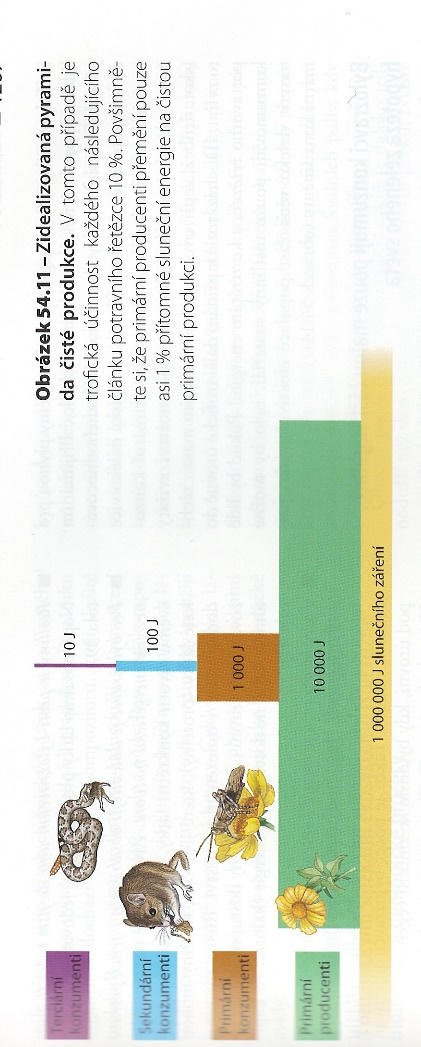 Obrázek 54.11 – Zidealizovaná pyrami-
da čisté produkce. V tomto případě je
trofická účinnost každého následujícího
článku potravního řetězce 10 %. Povšimně-
te si, že primární producenti přemění pouze
asi 1 % přítomné sluneční energie na čistou
primární produkci.
Terciární
konzumenti
10 J
Sekundární
konzumenti
100 J
Primární
konzumenti
1 000 J
Primární
producenti
10 000 J
1 000 000 J slunečního záření